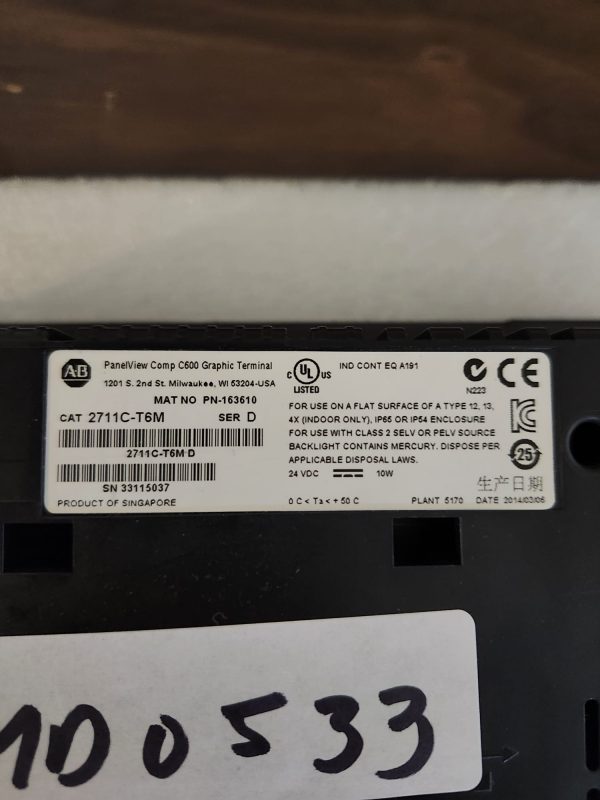 A-B
PanelView Comp C600 Graphic Terminal
1201 S. 2nd St. Milwaukee, WI 53204-USA
MAT NO PN-163610
CAT 2711C-T6M SER D
2711C-T6M D
SN 33115037
PRODUCT OF SINGAPORE
C UL US
LISTED
IND CONT EQ A191
N223
CE
FOR USE ON A FLAT SURFACE OF A TYPE 12, 13,
4X (INDOOR ONLY), IP65 OR IP54 ENCLOSURE
FOR USE WITH CLASS 2 SELV OR PELV SOURCE
BACKLIGHT CONTAINS MERCURY. DISPOSE PER
APPLICABLE DISPOSAL LAWS.
25
24 VDC 10W
生产日期
0 C < Ta < + 50 C
PLANT 5170 DATE 2014/03/06
D0533